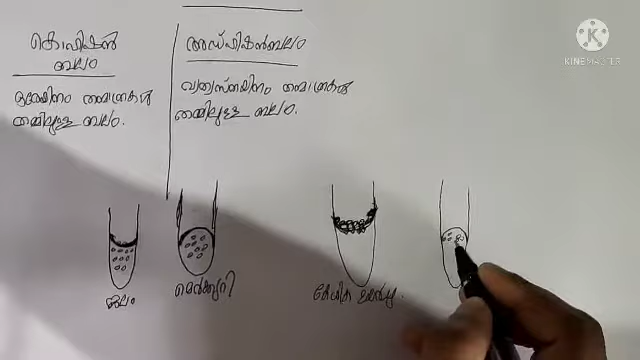 കൊഹിഷൻ
ബലം
ഒരേയിനം തന്മാത്രകൾ
തമ്മിലുള്ള ബലം.
അഡ്ഹിഷൻബലം
വ്യത്യസ്തയിനം തന്മാത്രകൾ
തമ്മിലുള്ള ബലം.
ജലം
മെർക്കുറി
KINEMASTER